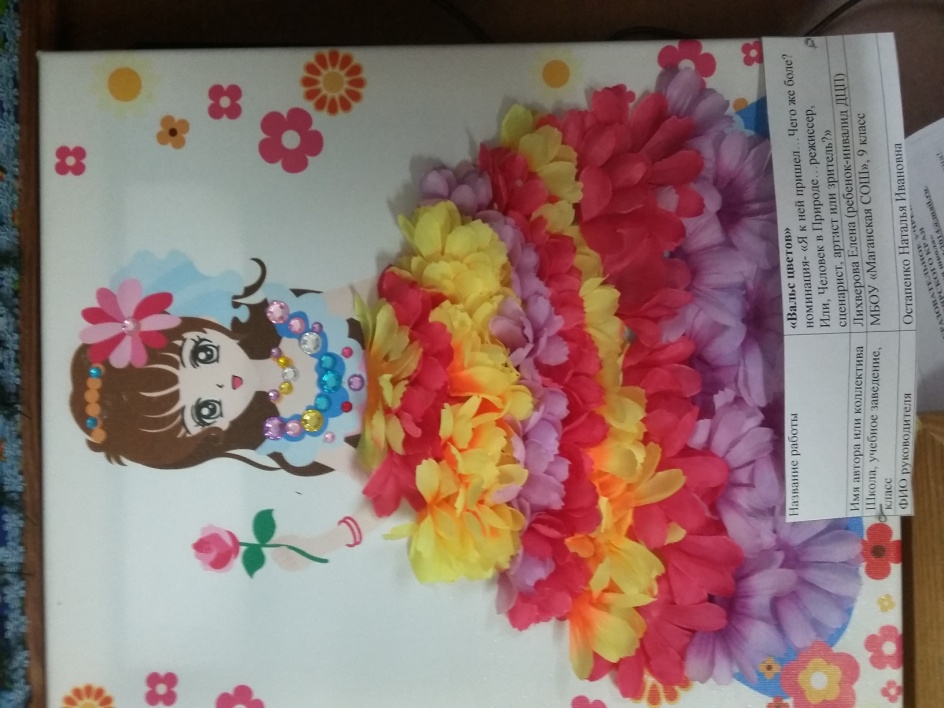 Название работы
«Вальс цветов»
номинация- «Я к ней пришел… Чего же боле?
Или, Человек в Природе…режиссер,
сценарист, артист или зритель?»
Имя автора или коллектива
Лихверова Елена (ребенок-инвалид ДЦП)
Школа, учебное заведение,
класс
МБОУ «Маганская СОШ», 9 класс
ФИО руководителя
Остапенко Наталья Ивановна